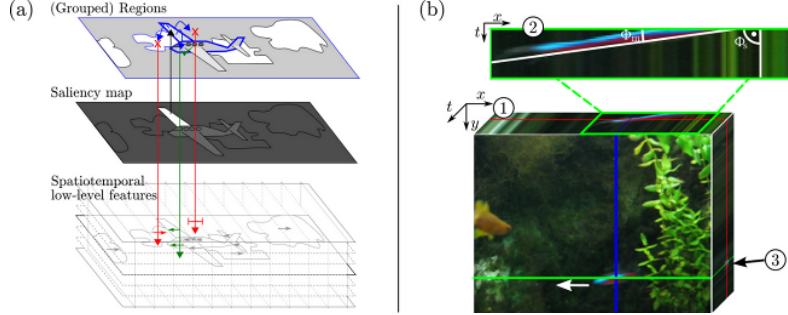 (a)
(Grouped) Regions
X
X
Saliency map
Spatiotemporal
low-level features
(b)
x
t
2
Φm
Φs
x
t
y
1
3